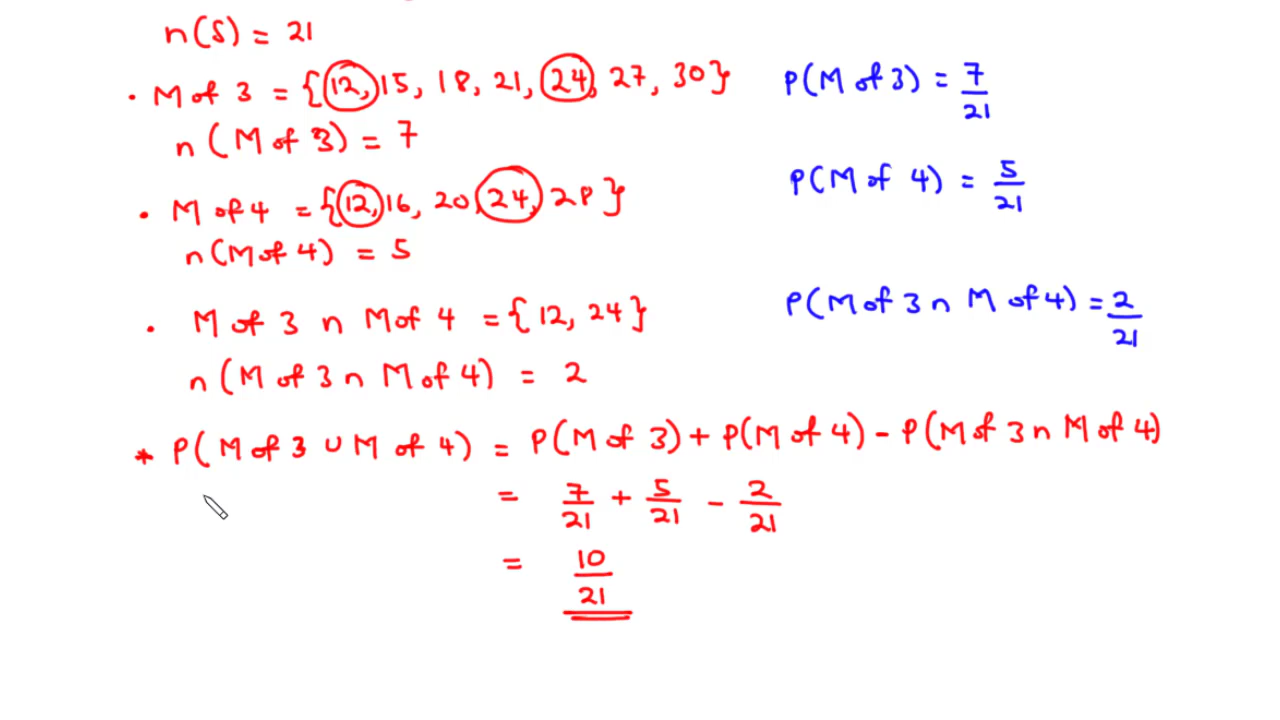 n(S) = 21
• M of 3 = {12, 15, 18, 21, 24, 27, 30}
P(M of 3) = 7/21
n(M of 3) = 7
• M of 4 = {12, 16, 20, 24, 28}
P(M of 4) = 5/21
n(M of 4) = 5
• M of 3 ∩ M of 4 = {12, 24}
P(M of 3 ∩ M of 4) = 2/21
n(M of 3 ∩ M of 4) = 2
* P(M of 3 ∪ M of 4) = P(M of 3) + P(M of 4) - P(M of 3 ∩ M of 4)
= 7/21 + 5/21 - 2/21
= 10/21